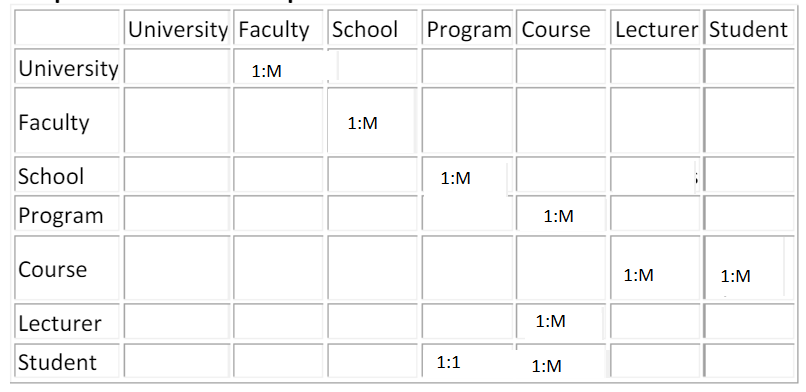 University Faculty School Program Course Lecturer Student
University 1:M
Faculty 1:M
School 1:M
Program 1:M
Course 1:M 1:M
Lecturer 1:M
Student 1:1 1:M